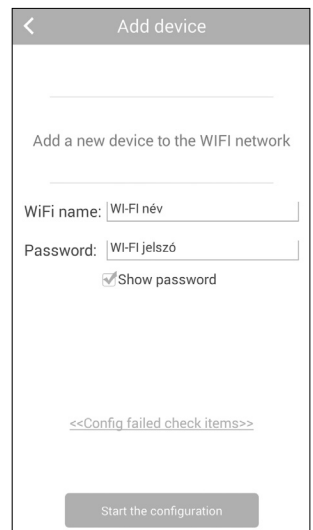 Add device
Add a new device to the WIFI network
WiFi name: WI-FI név
Password: WI-FI jelszó
Show password
<<Config failed check items>>
Start the configuration